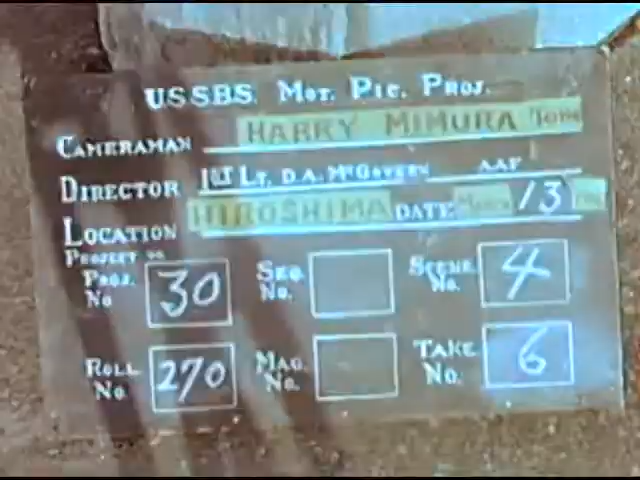 USSBS. MOT. PIC. PROJ.
CAMERAMAN HARRY MIMURA
DIRECTOR 1ST LT. D.A. McGOVERN AAF
LOCATION HIROSHIMA DATE MARCH 13
PROJ. No. 30 SEQ. No. SCENE No. 4
ROLL No. 270 MAG. No. TAKE No. 6